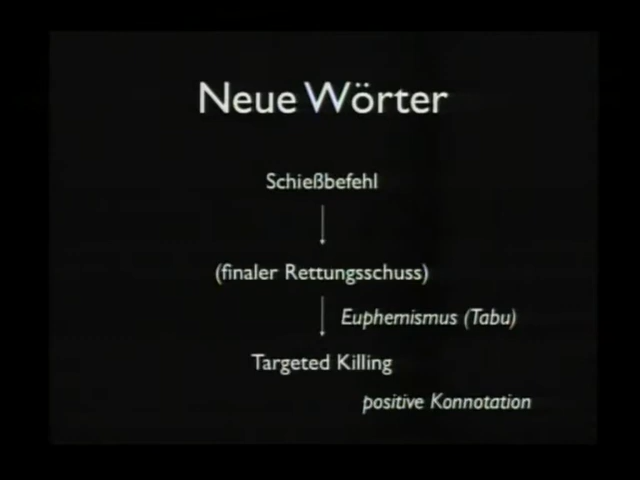 Neue Wörter
Schießbefehl
(finaler Rettungsschuss)
Euphemismus (Tabu)
Targeted Killing
positive Konnotation